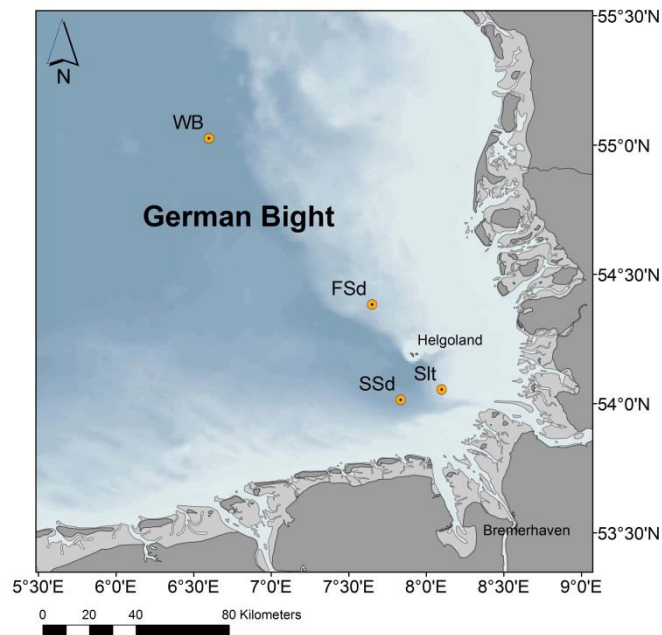 55°30'N
N
WB
55°0'N
German Bight
54°30'N
FSd
Helgoland
Slt
SSd
54°0'N
Bremerhaven
53°30'N
5°30'E 6°0'E 6°30'E 7°0'E 7°30'E 8°0'E 8°30'E 9°0'E
0 20 40 80 Kilometers